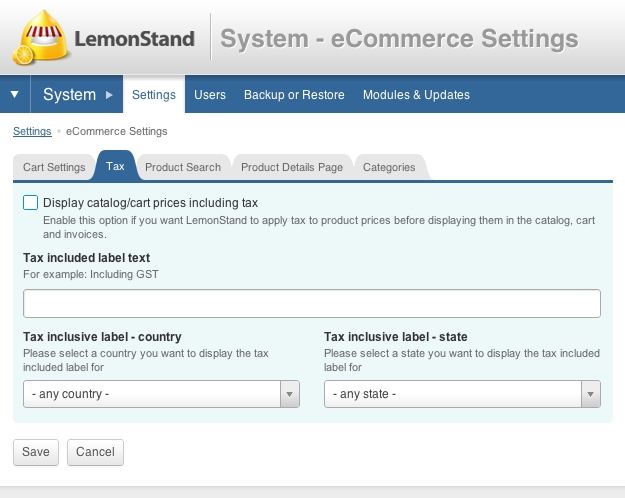 LemonStand
System - eCommerce Settings
System
Settings
Users
Backup or Restore
Modules & Updates
Settings • eCommerce Settings
Cart Settings
Tax
Product Search
Product Details Page
Categories
Display catalog/cart prices including tax
Enable this option if you want LemonStand to apply tax to product prices before displaying them in the catalog, cart
and invoices.
Tax included label text
For example: Including GST
Tax inclusive label - country
Please select a country you want to display the tax
included label for
- any country -
Tax inclusive label - state
Please select a state you want to display the tax included
label for
- any state -
Save
Cancel